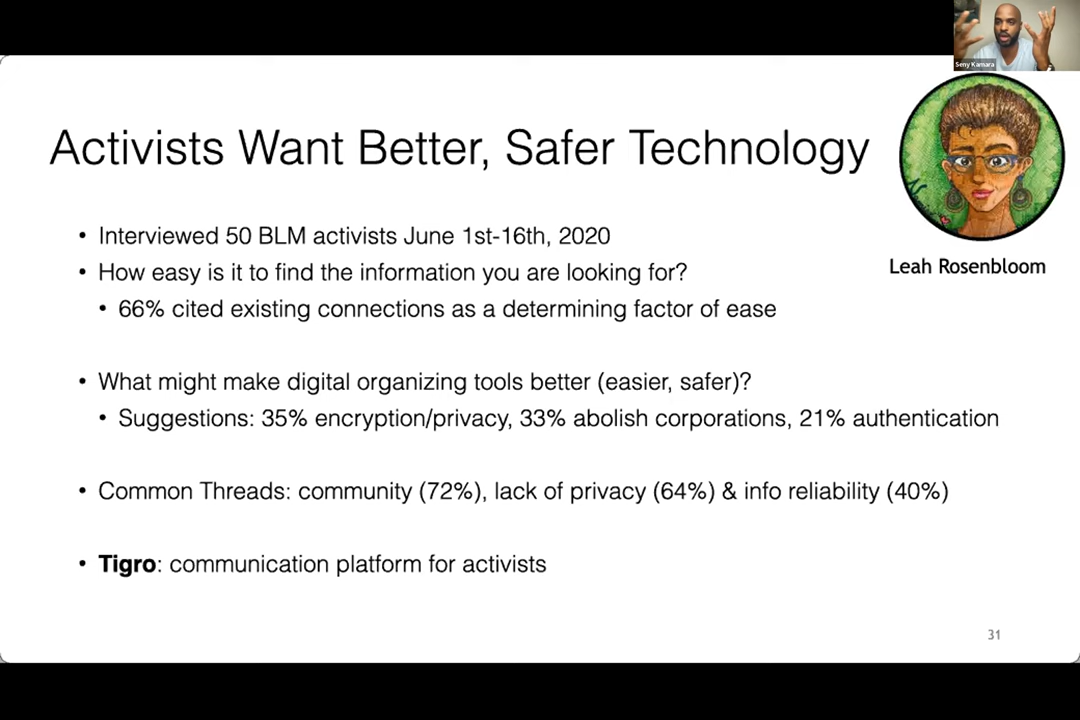 Seny Kamara
Activists Want Better, Safer Technology
• Interviewed 50 BLM activists June 1st-16th, 2020
• How easy is it to find the information you are looking for?
• 66% cited existing connections as a determining factor of ease
Leah Rosenbloom
• What might make digital organizing tools better (easier, safer)?
• Suggestions: 35% encryption/privacy, 33% abolish corporations, 21% authentication
• Common Threads: community (72%), lack of privacy (64%) & info reliability (40%)
• Tigro: communication platform for activists
31